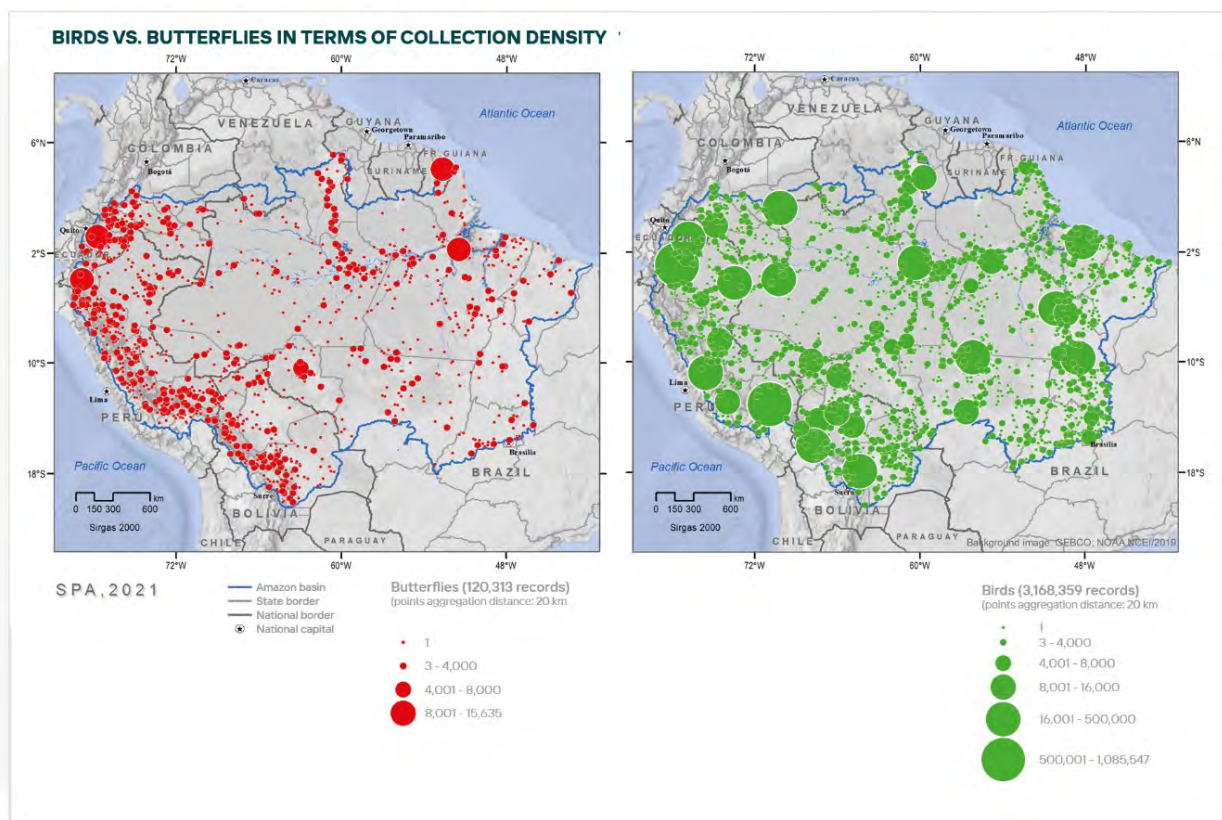 BIRDS VS. BUTTERFLIES IN TERMS OF COLLECTION DENSITY
72°W 60°W 48°W
Caracas
Atlantic Ocean
VENEZUELA
GUYANA
Georgetown
Paramaribo
6°N
COLOMBIA
FR. GUIANA
Bogotá
SURINAME
Quito
2°S
ECUADOR
10°S
Lima
PERU
Brasília
Pacific Ocean
BRAZIL
18°S
0 150 300 600
km
Sucre
BOLIVIA
Sirgas 2000
CHILE
PARAGUAY
72°W 60°W 48°W
72°W 60°W 48°W
Caracas
Atlantic Ocean
VENEZUELA
GUYANA
Georgetown
Paramaribo
6°N
COLOMBIA
FR. GUIANA
Bogotá
SURINAME
Quito
2°S
ECUADOR
10°S
Lima
PERU
Brasília
Pacific Ocean
BRAZIL
18°S
0 150 300 600
km
Sucre
BOLIVIA
Sirgas 2000
CHILE
PARAGUAY
Background image: GEBCO; NOAA NCEI/2019
72°W 60°W 48°W
SPA, 2021
Amazon basin
State border
National border
National capital
Butterflies (120,313 records)
(points aggregation distance: 20 km
1
3 - 4,000
4,001 - 8,000
8,001 - 15,635
Birds (3,168,359 records)
(points aggregation distance: 20 km
1
3 - 4,000
4,001 - 8,000
8,001 - 16,000
16,001 - 500,000
500,001 - 1,085,547